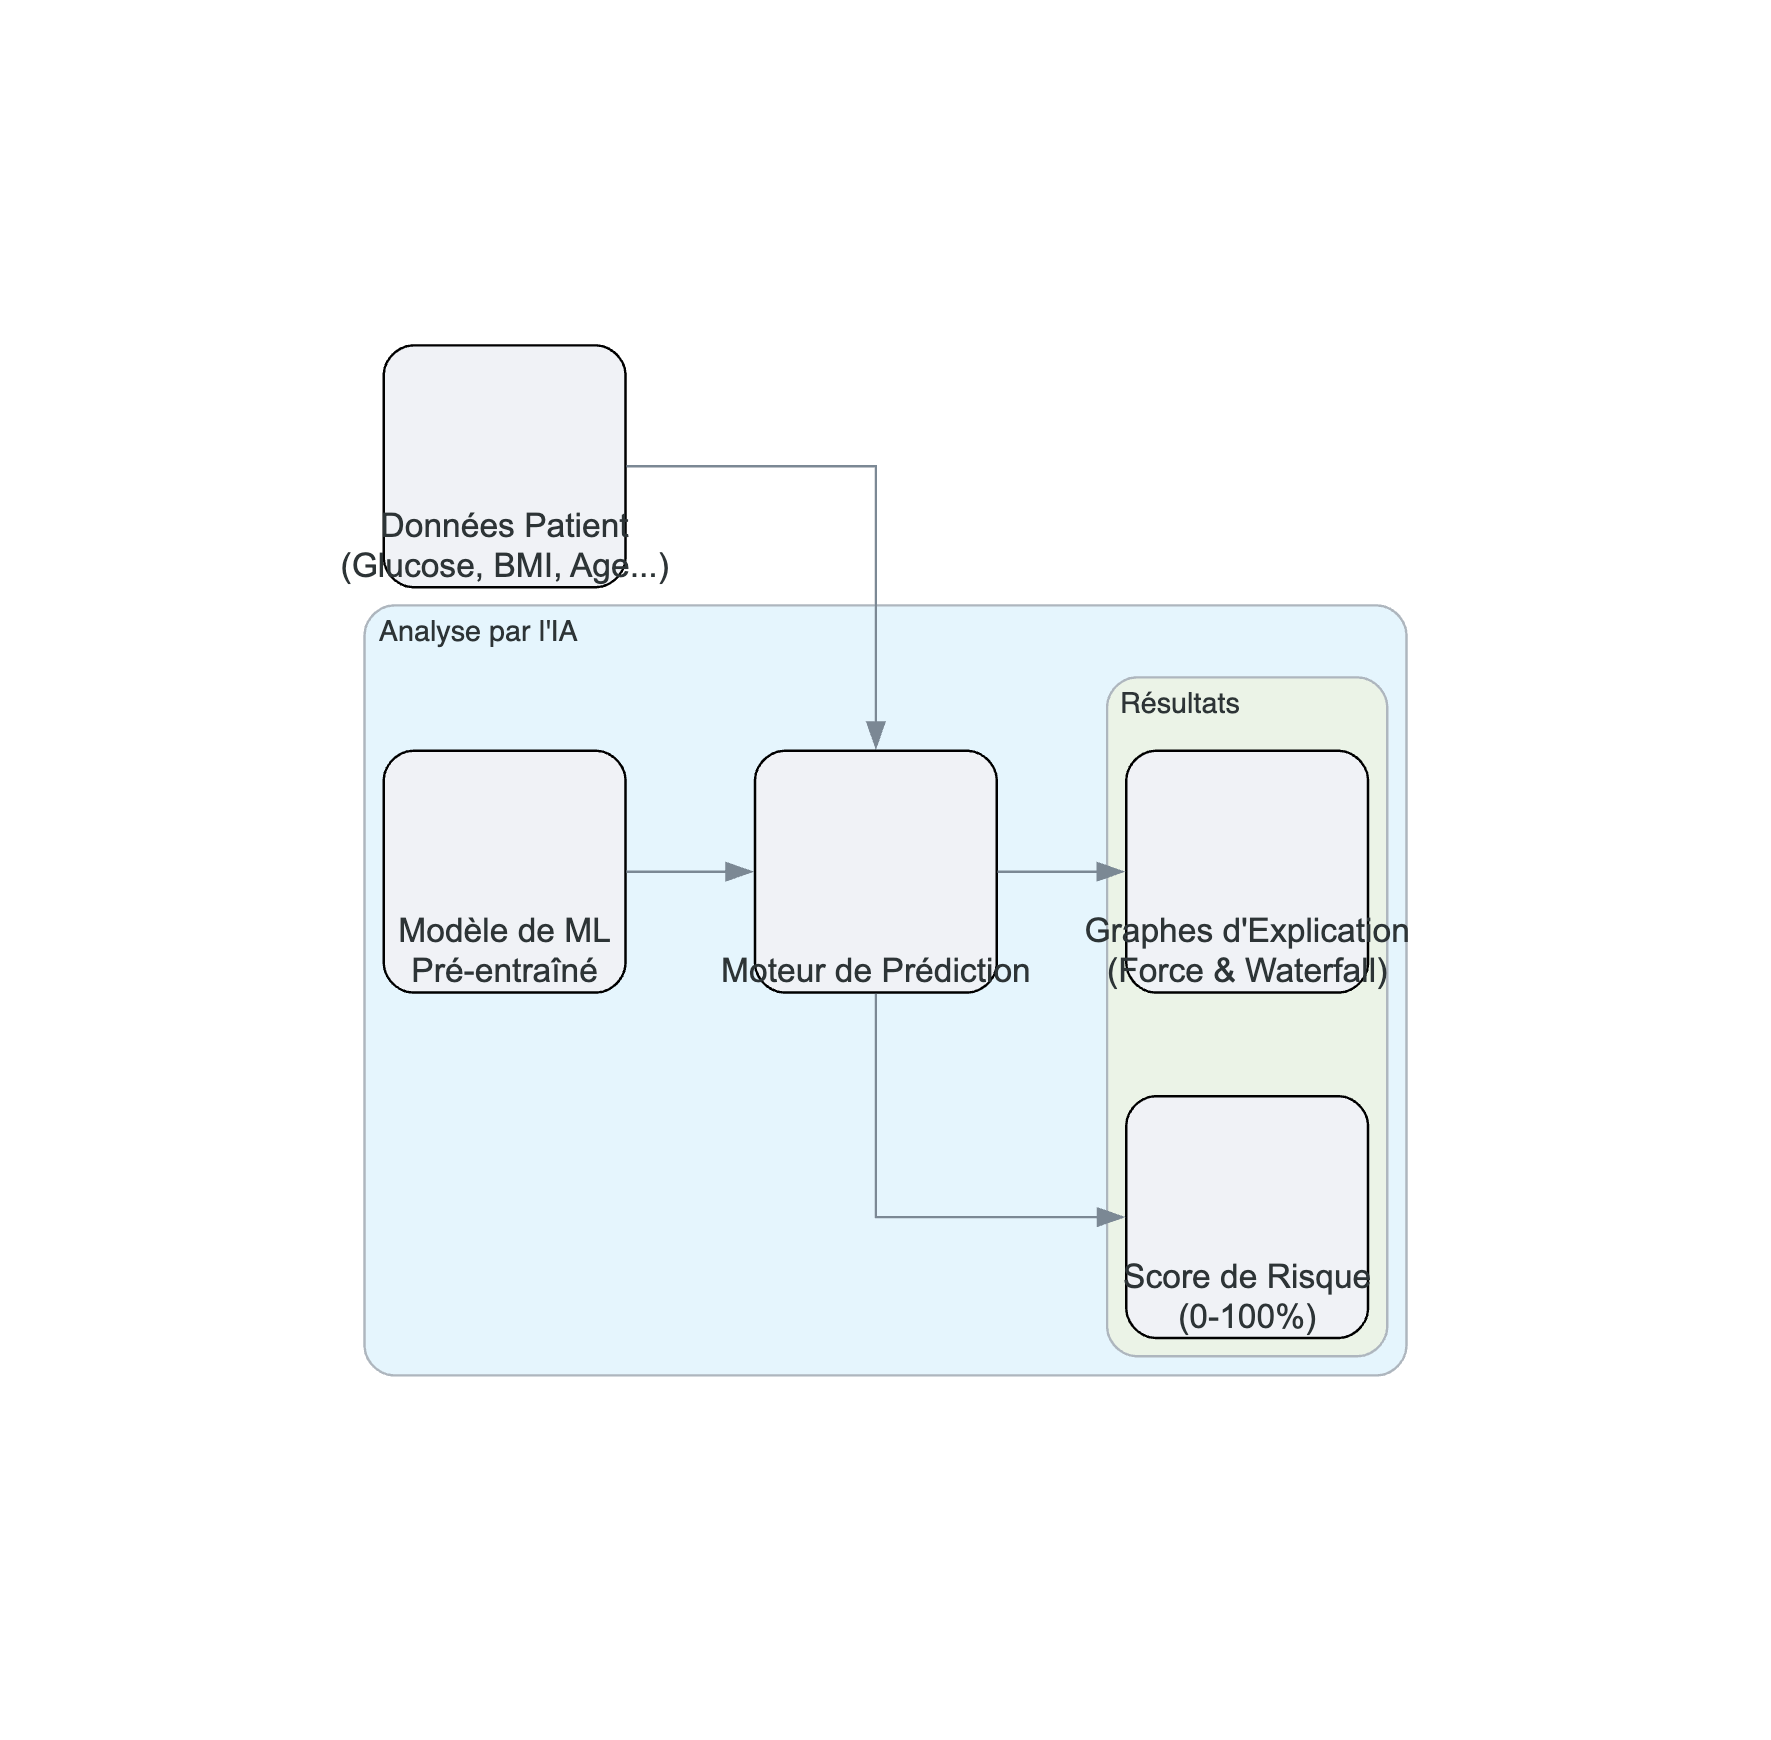 Données Patient
(Glucose, BMI, Age...)
Analyse par l'IA
Résultats
Modèle de ML
Pré-entraîné
Moteur de Prédiction
Graphes d'Explication
(Force & Waterfall)
Score de Risque
(0-100%)